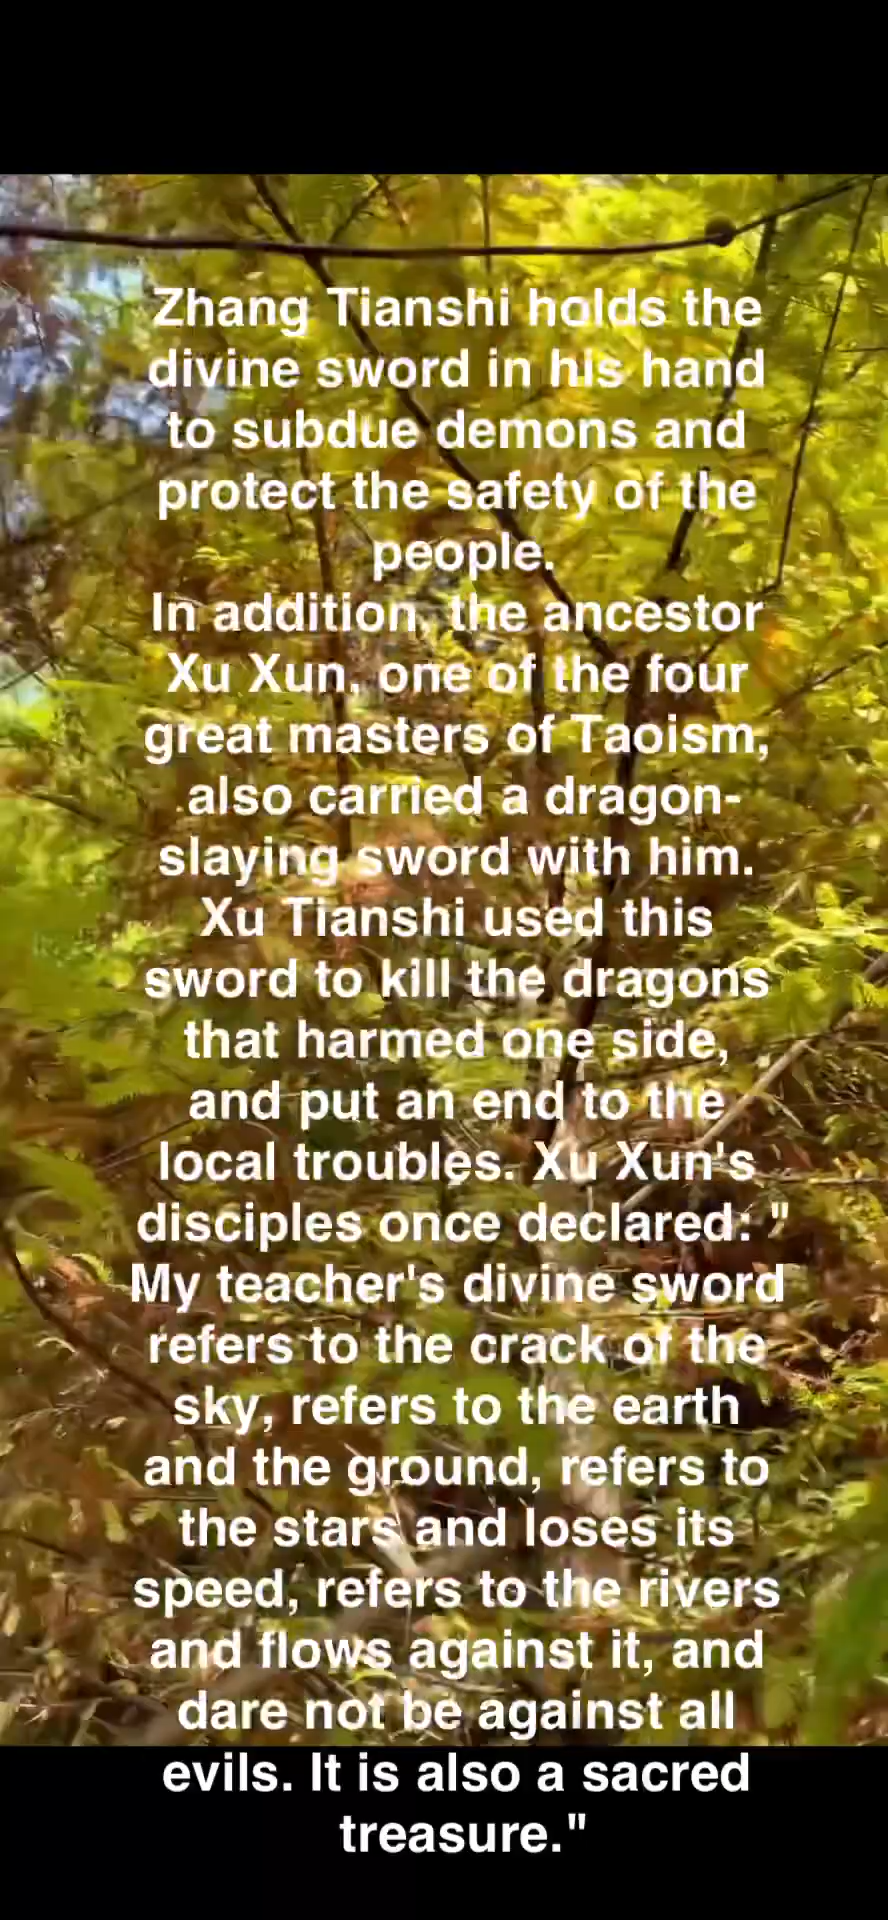 Zhang Tianshi holds the
divine sword in his hand
to subdue demons and
protect the safety of the
people.
In addition, the ancestor
Xu Xun, one of the four
great masters of Taoism,
also carried a dragon-
slaying sword with him.
Xu Tianshi used this
sword to kill the dragons
that harmed one side,
and put an end to the
local troubles. Xu Xun's
disciples once declared: "
My teacher's divine sword
refers to the crack of the
sky, refers to the earth
and the ground, refers to
the stars and loses its
speed, refers to the rivers
and flows against it, and
dare not be against all
evils. It is also a sacred
treasure."